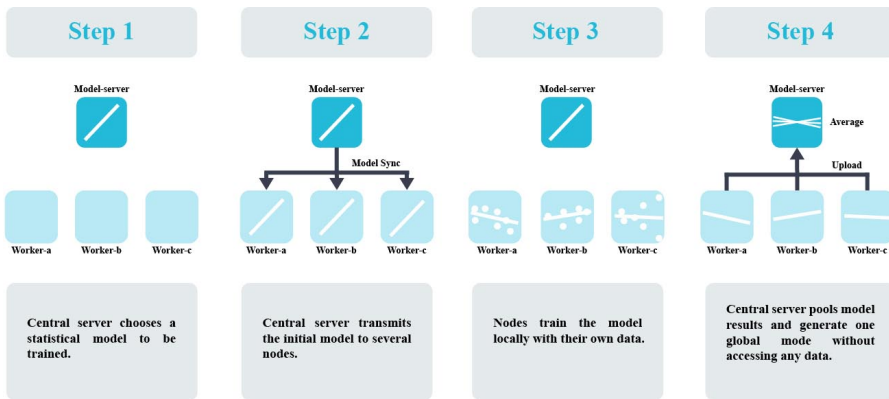 Step 1
Step 2
Step 3
Step 4
Model-server
Model-server
Model-server
Model-server
Average
Model Sync
Upload
Worker-a
Worker-b
Worker-c
Worker-a
Worker-b
Worker-c
Worker-a
Worker-b
Worker-c
Worker-a
Worker-b
Worker-c
Central server chooses a
statistical model to be
trained.
Central server transmits
the initial model to several
nodes.
Nodes train the model
locally with their own data.
Central server pools model
results and generate one
global mode without
accessing any data.